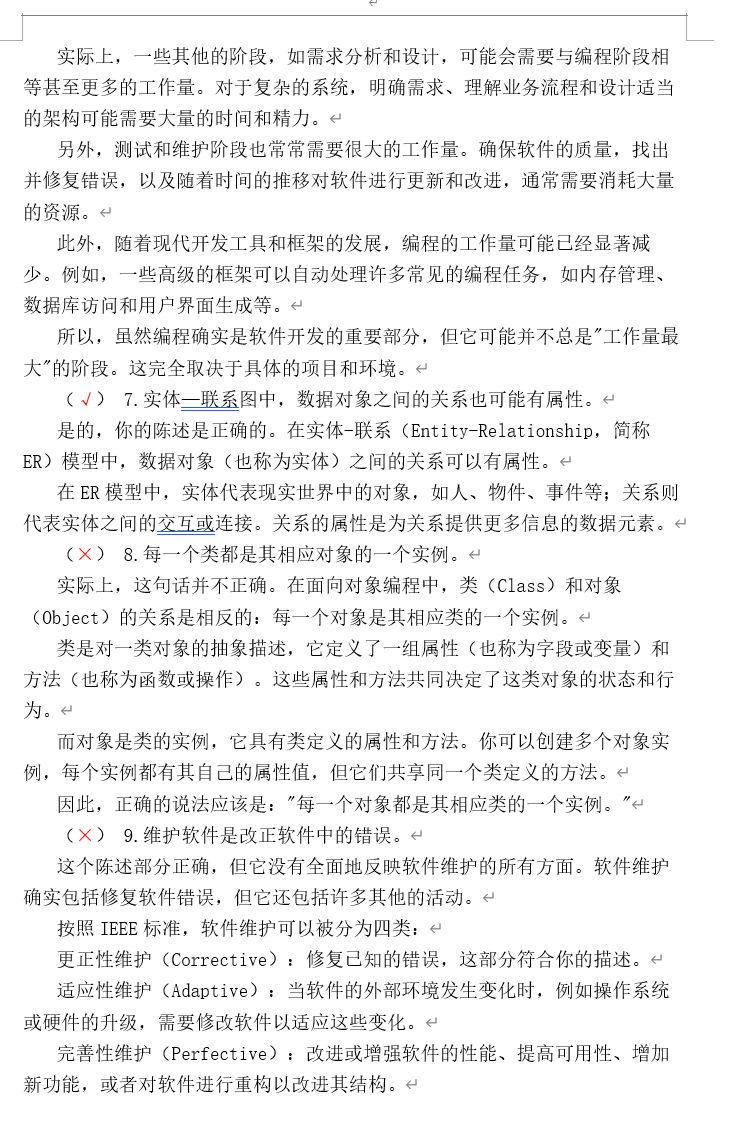 实际上，一些其他的阶段，如需求分析和设计，可能会需要与编程阶段相
等甚至更多的工作量。对于复杂的系统，明确需求、理解业务流程和设计适当
的架构可能需要大量的时间和精力。
另外，测试和维护阶段也常常需要很大的工作量。确保软件的质量，找出
并修复错误，以及随着时间的推移对软件进行更新和改进，通常需要消耗大量
的资源。
此外，随着现代开发工具和框架的发展，编程的工作量可能已经显著减
少。例如，一些高级的框架可以自动处理许多常见的编程任务，如内存管理、
数据库访问和用户界面生成等。
所以，虽然编程确实是软件开发的重要部分，但它可能并不总是"工作量最
大"的阶段。这完全取决于具体的项目和环境。
（√） 7.实体—联系图中，数据对象之间的关系也可能有属性。
是的，你的陈述是正确的。在实体-联系（Entity-Relationship，简称
ER）模型中，数据对象（也称为实体）之间的关系可以有属性。
在 ER 模型中，实体代表现实世界中的对象，如人、物件、事件等；关系则
代表实体之间的交互或连接。关系的属性是为关系提供更多信息的数据元素。
（×） 8.每一个类都是其相应对象的一个实例。
实际上，这句话并不正确。在面向对象编程中，类（Class）和对象
（Object）的关系是相反的：每一个对象是其相应类的一个实例。
类是对一类对象的抽象描述，它定义了一组属性（也称为字段或变量）和
方法（也称为函数或操作）。这些属性和方法共同决定了这类对象的状态和行
为。
而对象是类的实例，它具有类定义的属性和方法。你可以创建多个对象实
例，每个实例都有其自己的属性值，但它们共享同一个类定义的方法。
因此，正确的说法应该是："每一个对象都是其相应类的一个实例。"
（×） 9.维护软件是改正软件中的错误。
这个陈述部分正确，但它没有全面地反映软件维护的所有方面。软件维护
确实包括修复软件错误，但它还包括许多其他的活动。
按照 IEEE 标准，软件维护可以被分为四类：
更正性维护（Corrective）：修复已知的错误，这部分符合你的描述。
适应性维护（Adaptive）：当软件的外部环境发生变化时，例如操作系统
或硬件的升级，需要修改软件以适应这些变化。
完善性维护（Perfective）：改进或增强软件的性能、提高可用性、增加
新功能，或者对软件进行重构以改进其结构。